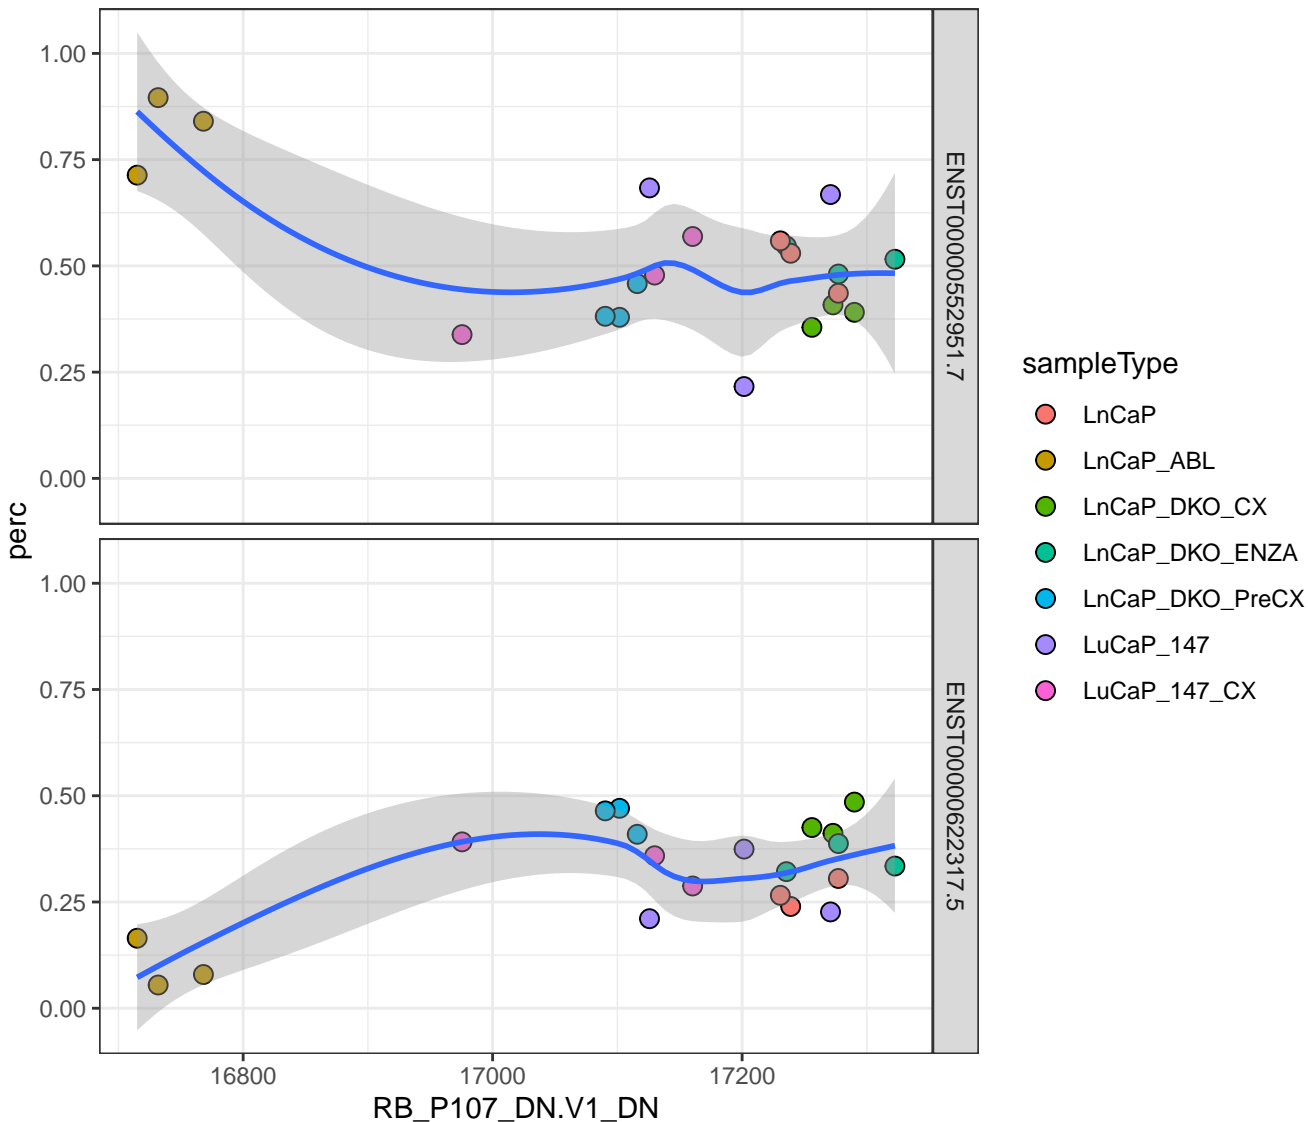 1.00
0.75
0.50
0.25
0.00
ENST00000552951.7
1.00
0.75
0.50
0.25
0.00
ENST00000622317.5
perc
16800
17000
17200
RB_P107_DN.V1_DN
sampleType
LnCaP
LnCaP_ABL
LnCaP_DKO_CX
LnCaP_DKO_ENZA
LnCaP_DKO_PreCX
LuCaP_147
LuCaP_147_CX